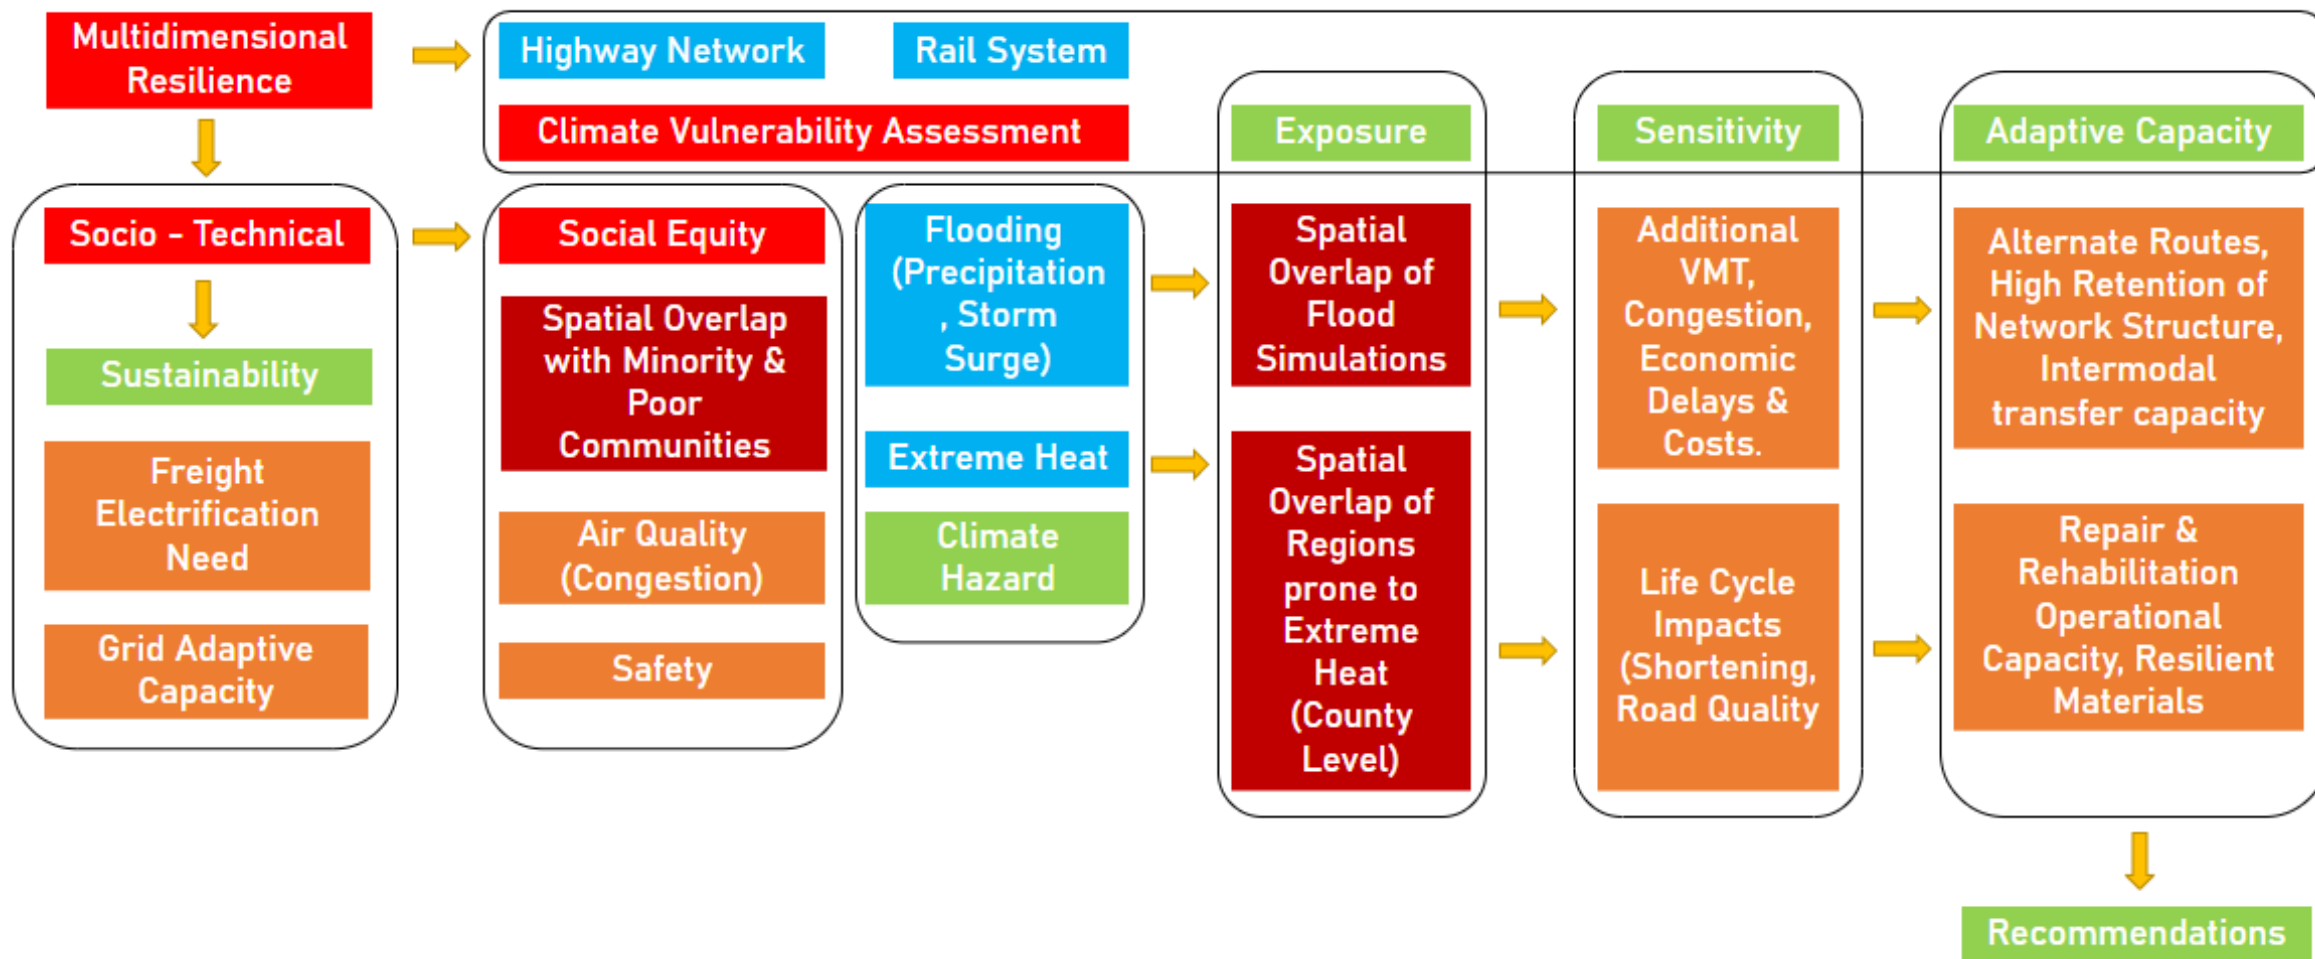 Multidimensional
Resilience
Highway Network
Rail System
Climate Vulnerability Assessment
Exposure
Sensitivity
Adaptive Capacity
Socio - Technical
Sustainability
Freight
Electrification
Need
Grid Adaptive
Capacity
Social Equity
Spatial Overlap
with Minority &
Poor
Communities
Air Quality
(Congestion)
Safety
Flooding
(Precipitation
, Storm
Surge)
Extreme Heat
Climate
Hazard
Spatial
Overlap of
Flood
Simulations
Spatial
Overlap of
Regions
prone to
Extreme
Heat
(County
Level)
Additional
VMT,
Congestion,
Economic
Delays &
Costs.
Life Cycle
Impacts
(Shortening,
Road Quality
Alternate Routes,
High Retention of
Network Structure,
Intermodal
transfer capacity
Repair &
Rehabilitation
Operational
Capacity, Resilient
Materials
Recommendations